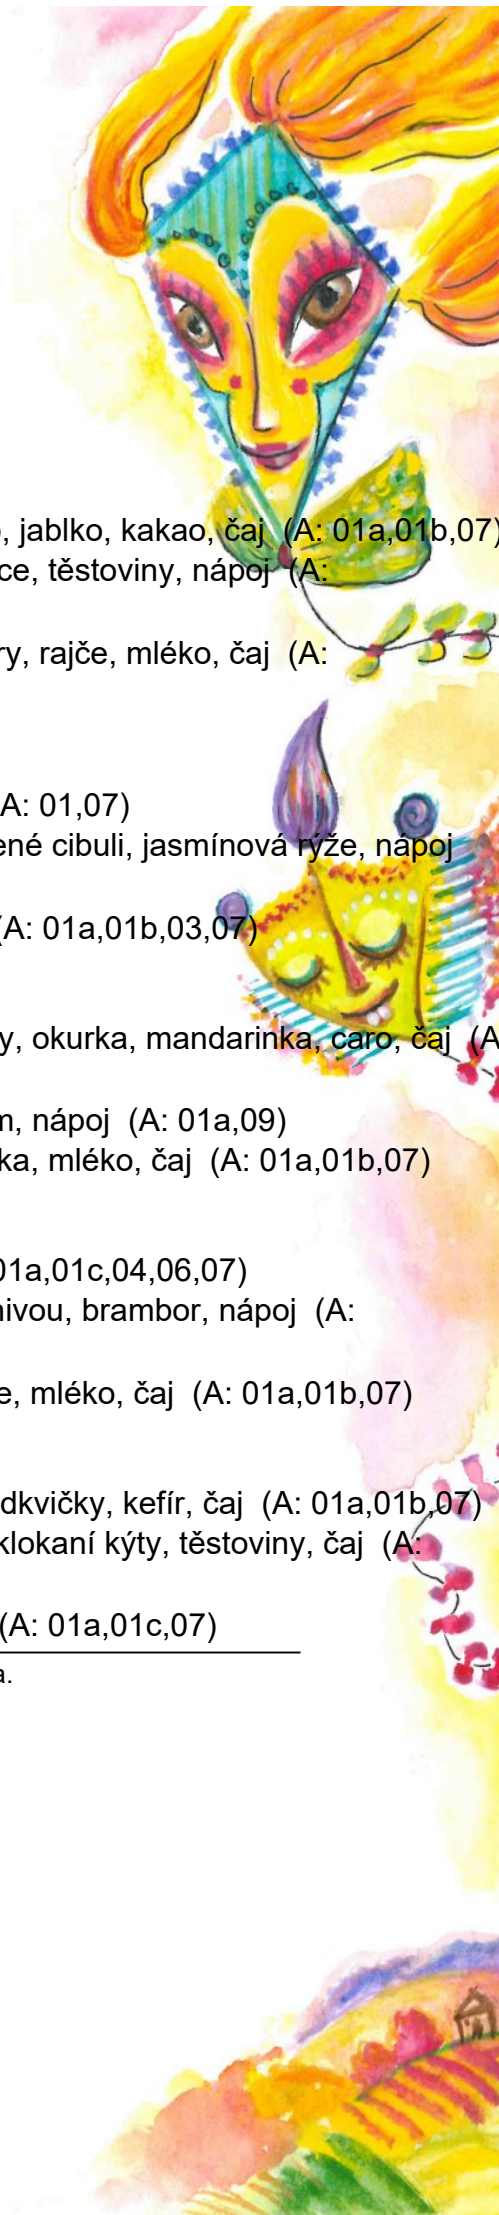 , jablko, kakao, čaj (A: 01a,01b,07)
ce, těstoviny, nápoj (A:
ry, rajče, mléko, čaj (A:
A: 01,07)
ené cibuli, jasmínová rýže, nápoj
(A: 01a,01b,03,07)
y, okurka, mandarinka, caro, čaj (A
m, nápoj (A: 01a,09)
ka, mléko, čaj (A: 01a,01b,07)
01a,01c,04,06,07)
nivou, brambor, nápoj (A:
e, mléko, čaj (A: 01a,01b,07)
dkvičky, kefír, čaj (A: 01a,01b,07)
klokaní kýty, těstoviny, čaj (A:
(A: 01a,01c,07)
a.